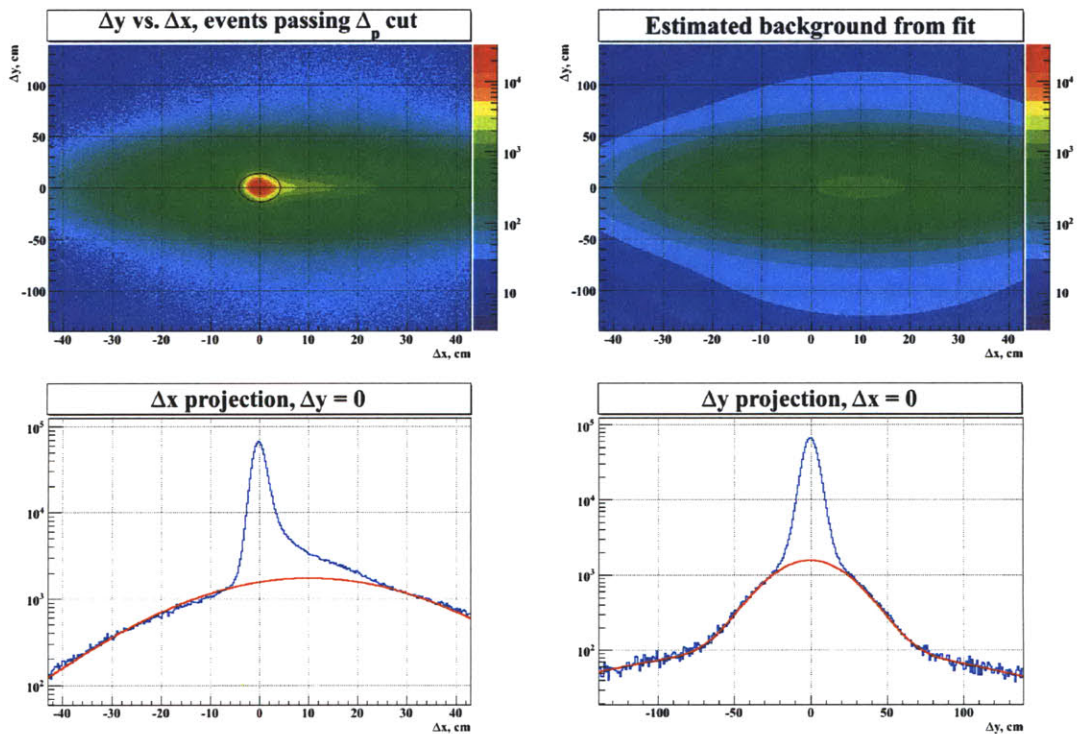 Δy vs. Δx, events passing Δp cut
Δy, cm
100
50
0
-50
-100
-40 -30 -20 -10 0 10 20 30 40
Δx, cm
10⁴
10³
10²
10
Estimated background from fit
Δy, cm
100
50
0
-50
-100
-40 -30 -20 -10 0 10 20 30 40
Δx, cm
10⁴
10³
10²
10
Δx projection, Δy = 0
10⁵
10⁴
10³
10²
-40 -30 -20 -10 0 10 20 30 40
Δx, cm
Δy projection, Δx = 0
10⁵
10⁴
10³
10²
-100 -50 0 50 100
Δy, cm